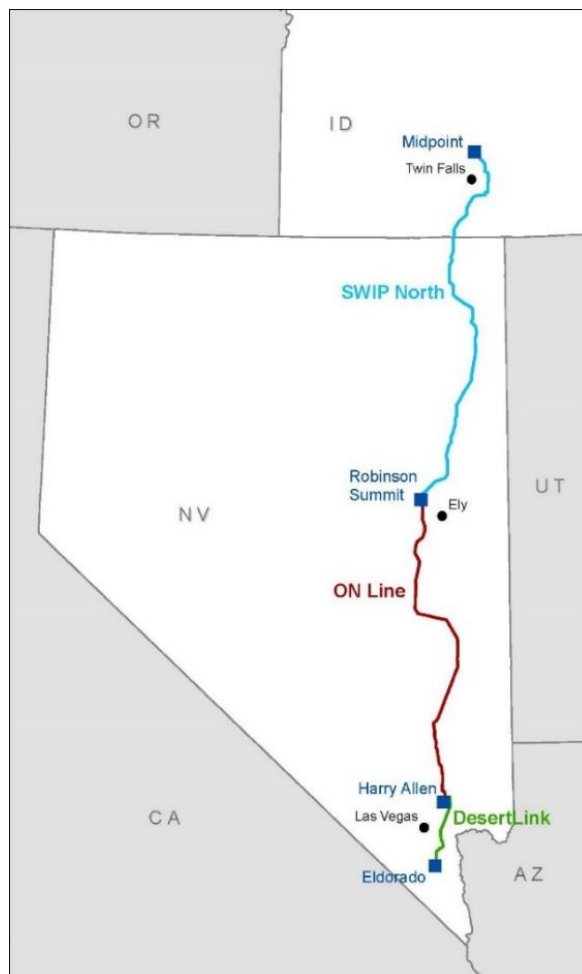 OR
ID
Midpoint
Twin Falls
SWIP North
Robinson
Summit
UT
Ely
NV
ON Line
Harry Allen
Las Vegas
DesertLink
CA
Eldorado
AZ